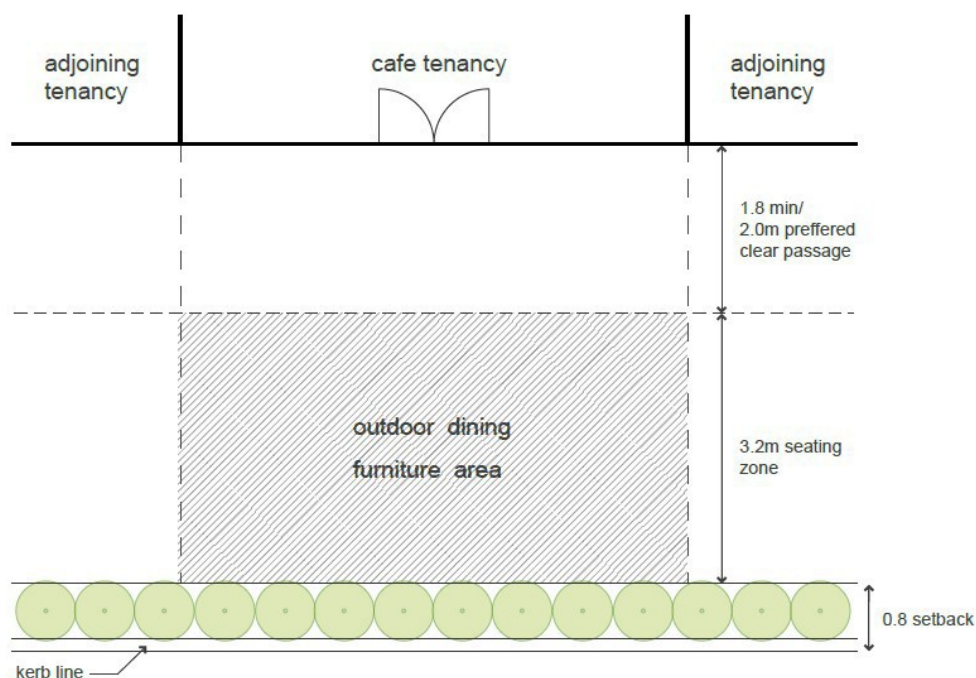 adjoining
tenancy
cafe tenancy
adjoining
tenancy
1.8 min/
2.0m preffered
clear passage
outdoor dining
furniture area
3.2m seating
zone
0.8 setback
kerb line